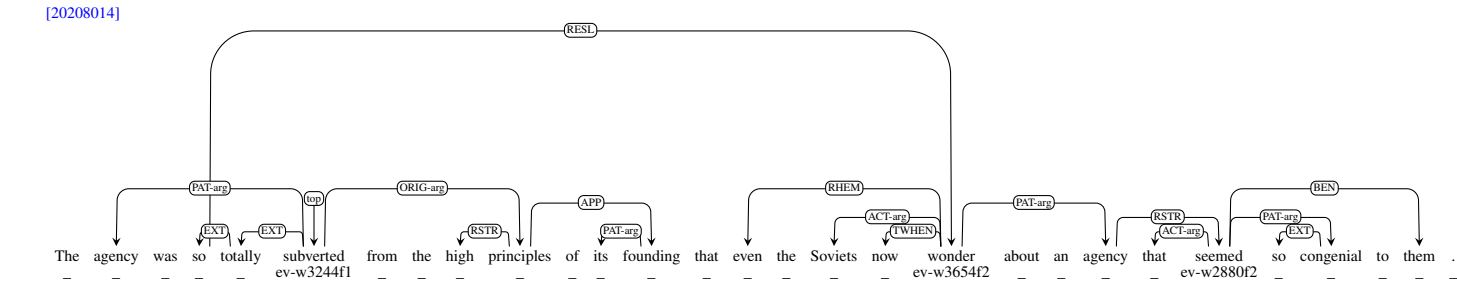 [20208014]
RESL
PAT-arg top ORIG-arg RHEM BEN
APP PAT-arg
ACT-arg RSTR PAT-arg
EXT EXT RSTR PAT-arg TWHEN ACT-arg EXT
The agency was so totally subverted from the high principles of its founding that even the Soviets now wonder about an agency that seemed so congenial to them .
_ _ _ _ _ ev-w3244f1 _ _ _ _ _ _ _ _ _ _ _ _ ev-w3654f2 _ _ _ _ ev-w2880f2 _ _ _ _ _